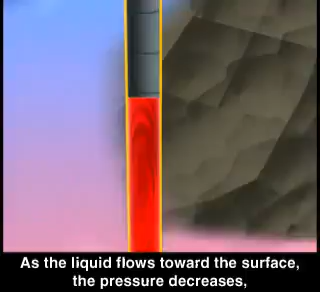 As the liquid flows toward the surface,
the pressure decreases,